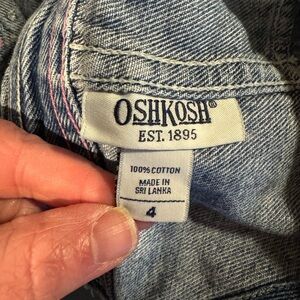 OSHKOSH®
EST. 1895
100% COTTON
MADE IN
SRI LANKA
4